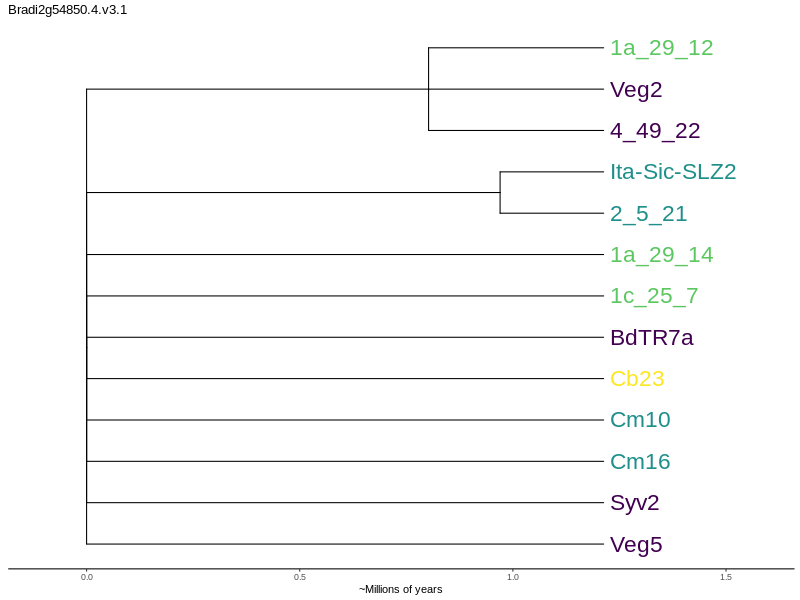 Bradi2g54850.4.v3.1
1a_29_12
Veg2
4_49_22
Ita-Sic-SLZ2
2_5_21
1a_29_14
1c_25_7
BdTR7a
Cb23
Cm10
Cm16
Syv2
Veg5
0.0 0.5 1.0 1.5
~Millions of years